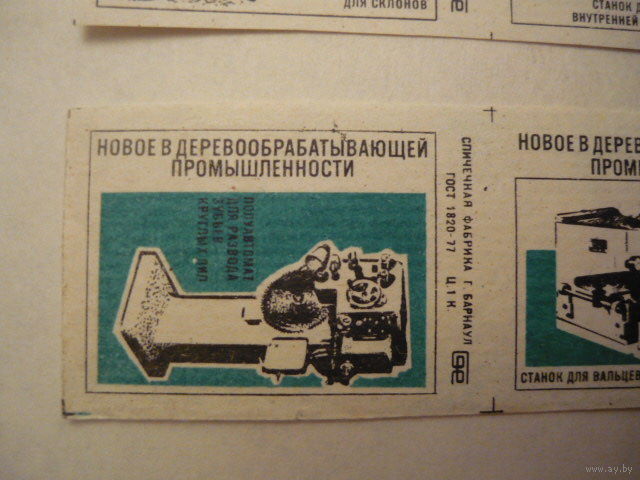 ДЛЯ СКЛОНОВ
СТАНОК Д
ВНУТРЕННЕЙ
НОВОЕ В ДЕРЕВООБРАБАТЫВАЮЩЕЙ
ПРОМЫШЛЕННОСТИ
ПОЛУАВТОМАТ
ДЛЯ РАЗВОДА
ЗУБЬЕВ
КРУГЛЫХ ПИЛ
СПИЧЕЧНАЯ ФАБРИКА Г. БАРНАУЛ
ГОСТ 1820-77 Ц. 1 К.
НОВОЕ В ДЕРЕВ
ПРОМЫ
СТАНОК ДЛЯ ВАЛЬЦЕВ
www.ay.by